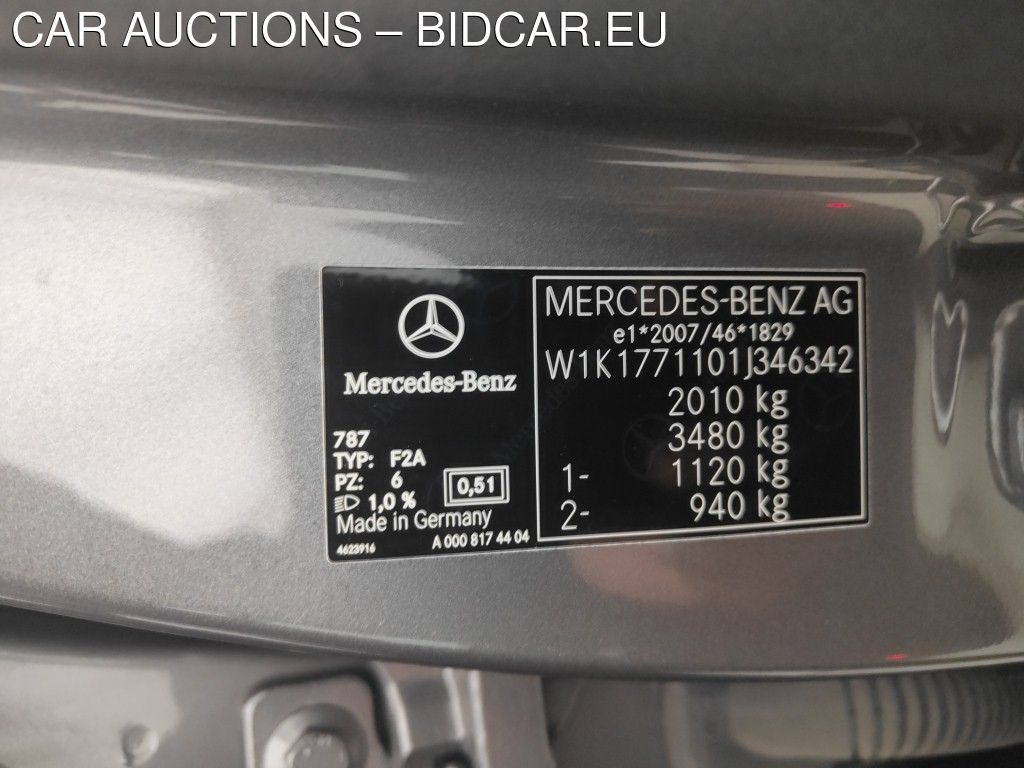 CAR AUCTIONS – BIDCAR.EU
Mercedes-Benz
787
TYP: F2A
PZ: 6
1,0 %
0,51
Made in Germany
4623916
A 000 817 44 04
MERCEDES-BENZ AG
e1*2007/46*1829
W1K1771101J346342
2010 kg
3480 kg
1- 1120 kg
2- 940 kg